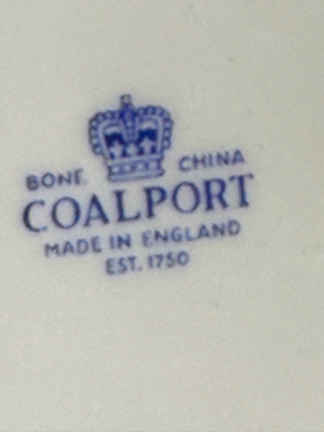 BONE CHINA
COALPORT
MADE IN ENGLAND
EST. 1750